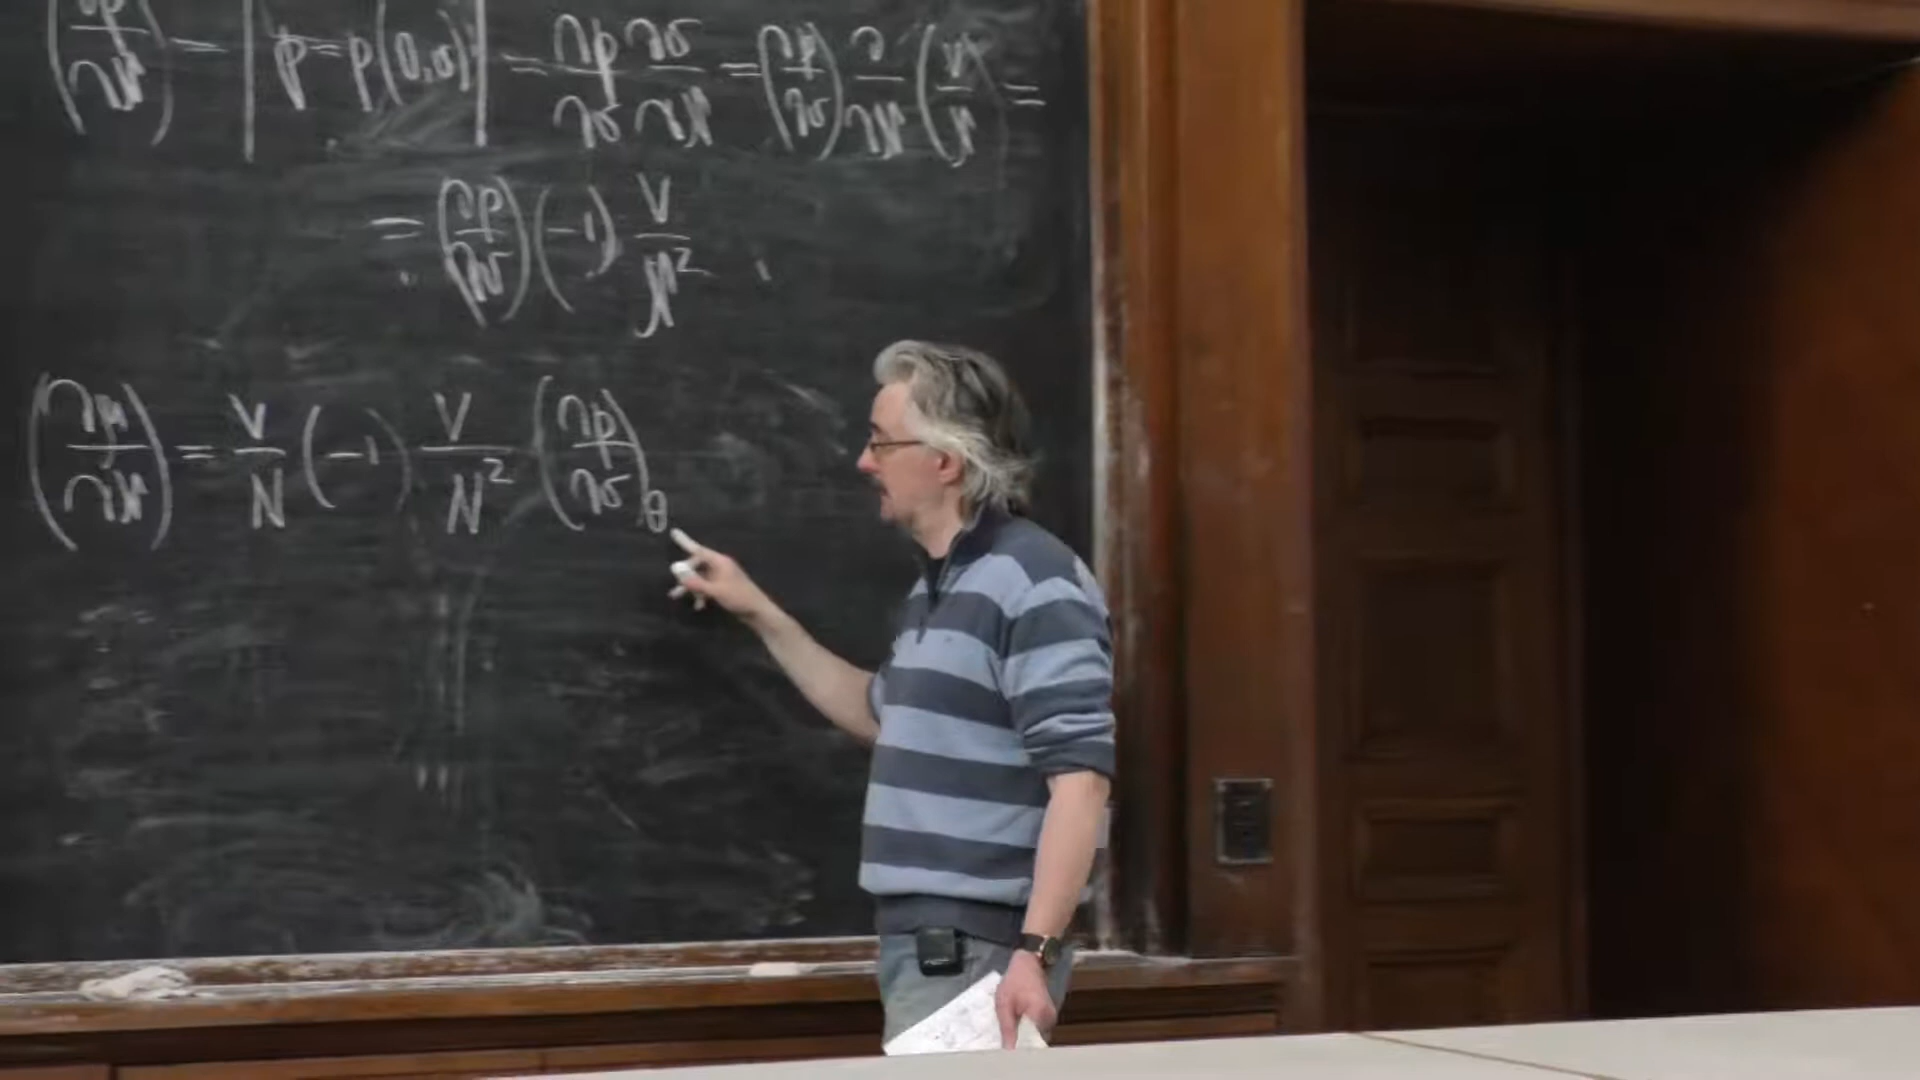 (∂p/∂N) = | p = p(θ,v) | = ∂p/∂v ∂v/∂N = (∂p/∂v) ∂/∂N (V/N) =
= (∂p/∂v) (-1) V/N²
(∂μ/∂N) = V/N (-1) V/N² (∂p/∂v)θ